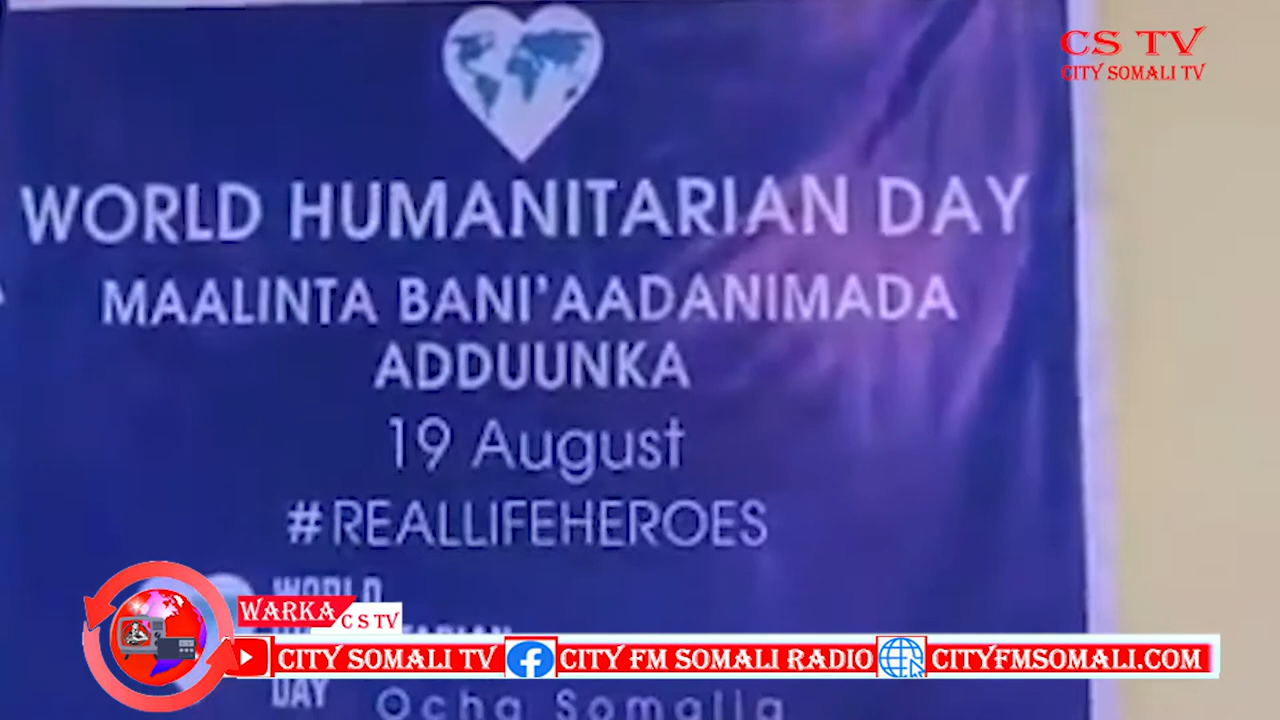 CS TV
CITY SOMALI TV
WORLD HUMANITARIAN DAY
MAALINTA BANI'AADANIMADA
ADDUUNKA
19 August
#REALLIFEHEROES
WORLD
DAY
Ocha Somalia
WARKA
C S TV
CITY SOMALI TV
CITY FM SOMALI RADIO
CITYFMSOMALI.COM